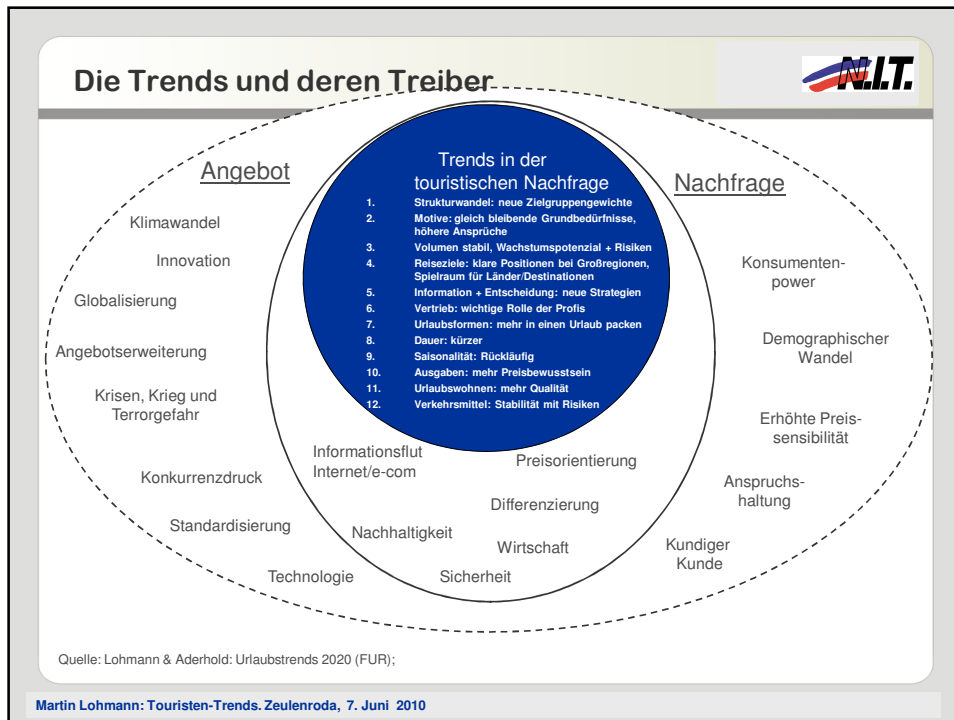 Die Trends und deren Treiber
N.I.T.
Angebot
Klimawandel
Innovation
Globalisierung
Angebotserweiterung
Krisen, Krieg und
Terrorgefahr
Konkurrenzdruck
Standardisierung
Technologie
Trends in der
touristischen Nachfrage
1. Strukturwandel: neue Zielgruppengewichte
2. Motive: gleich bleibende Grundbedürfnisse,
höhere Ansprüche
3. Volumen stabil, Wachstumspotenzial + Risiken
4. Reiseziele: klare Positionen bei Großregionen,
Spielraum für Länder/Destinationen
5. Information + Entscheidung: neue Strategien
6. Vertrieb: wichtige Rolle der Profis
7. Urlaubsformen: mehr in einen Urlaub packen
8. Dauer: kürzer
9. Saisonalität: Rückläufig
10. Ausgaben: mehr Preisbewusstsein
11. Urlaubswohnen: mehr Qualität
12. Verkehrsmittel: Stabilität mit Risiken
Informationsflut
Internet/e-com
Preisorientierung
Differenzierung
Nachhaltigkeit
Wirtschaft
Sicherheit
Nachfrage
Konsumenten-
power
Demographischer
Wandel
Erhöhte Preis-
sensibilität
Anspruchs-
haltung
Kundiger
Kunde
Quelle: Lohmann & Aderhold: Urlaubstrends 2020 (FUR);
Martin Lohmann: Touristen-Trends. Zeulenroda, 7. Juni 2010